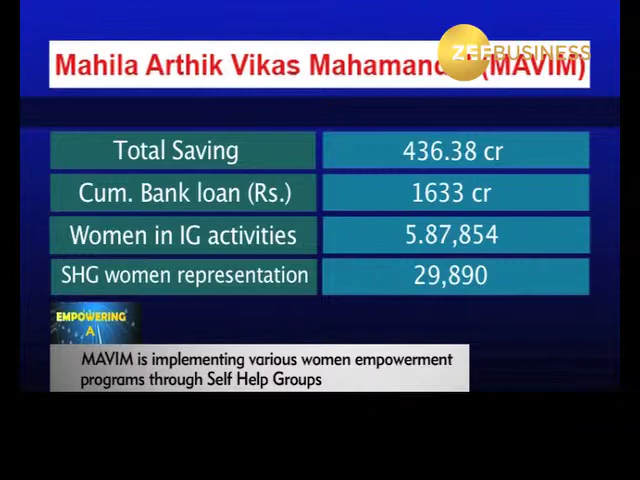 ZEEBUSINESS
Mahila Arthik Vikas Mahamand (MAVIM)
Total Saving 436.38 cr
Cum. Bank loan (Rs.) 1633 cr
Women in IG activities 5.87,854
SHG women representation 29,890
EMPOWERING
A
MAVIM is implementing various women empowerment
programs through Self Help Groups